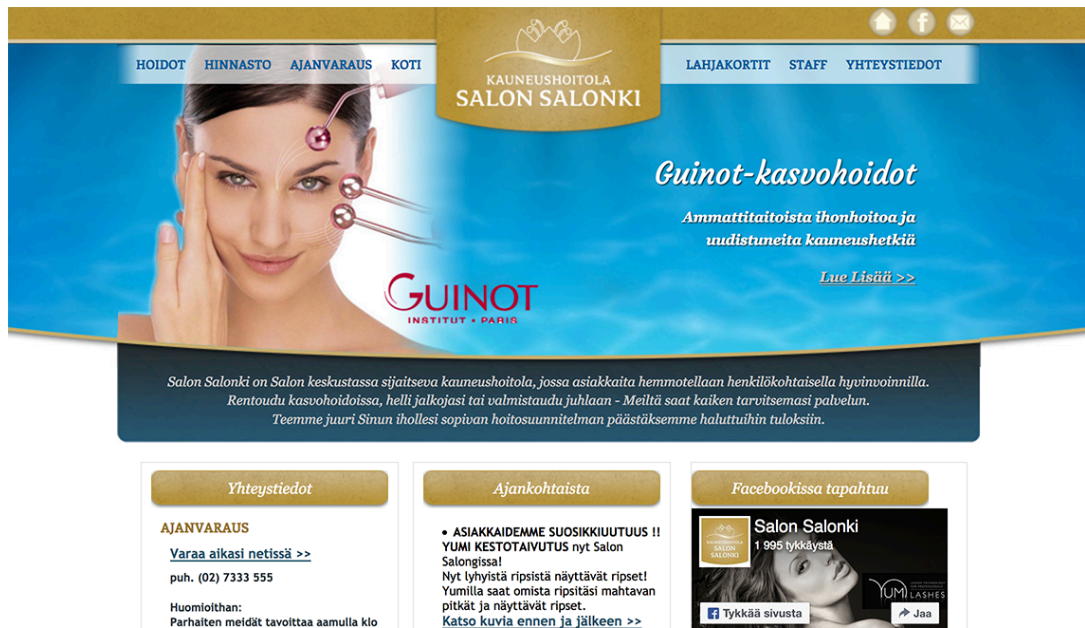 HOIDOT HINNASTO AJANVARAUS KOTI
KAUNEUSHOITOLA
SALON SALONKI
LAHJAKORTIT STAFF YHTEYSTIEDOT
Guinot-kasvohoidot
Ammattitaitoista ihonhoitoa ja
uudistuneita kauneushetkiä
Lue Lisää >>
GUINOT
INSTITUT • PARIS
Salon Salonki on Salon keskustassa sijaitseva kauneushoitola, jossa asiakkaita hemmotellaan henkilökohtaisella hyvinvoinnilla.
Rentoudu kasvohoidoissa, helli jalkojasi tai valmistaudu juhlaan - Meiltä saat kaiken tarvitsemasi palvelun.
Teemme juuri Sinun ihollesi sopivan hoitosuunnitelman päästäksemme haluttuihin tuloksiin.
Yhteystiedot
AJANVARAUS
Varaa aikasi netissä >>
puh. (02) 7333 555
Huomioithan:
Parhaiten meidät tavoittaa aamulla klo
Ajankohtaista
• ASIAKKAIDEMME SUOSIKKIUUTUUS !!
YUMI KESTOTAIVUTUS nyt Salon
Salongissa!
Nyt lyhyistä ripsistä näyttävät ripset!
Yumilla saat omista ripsitäsi mahtavan
pitkät ja näyttävät ripset.
Katso kuvia ennen ja jälkeen >>
Facebookissa tapahtuu
KAUNEUSHOITOLA
SALON
SALONKI
Salon Salonki
1 995 tykkäystä
YUMI LASHES
Tykkää sivusta
Jaa